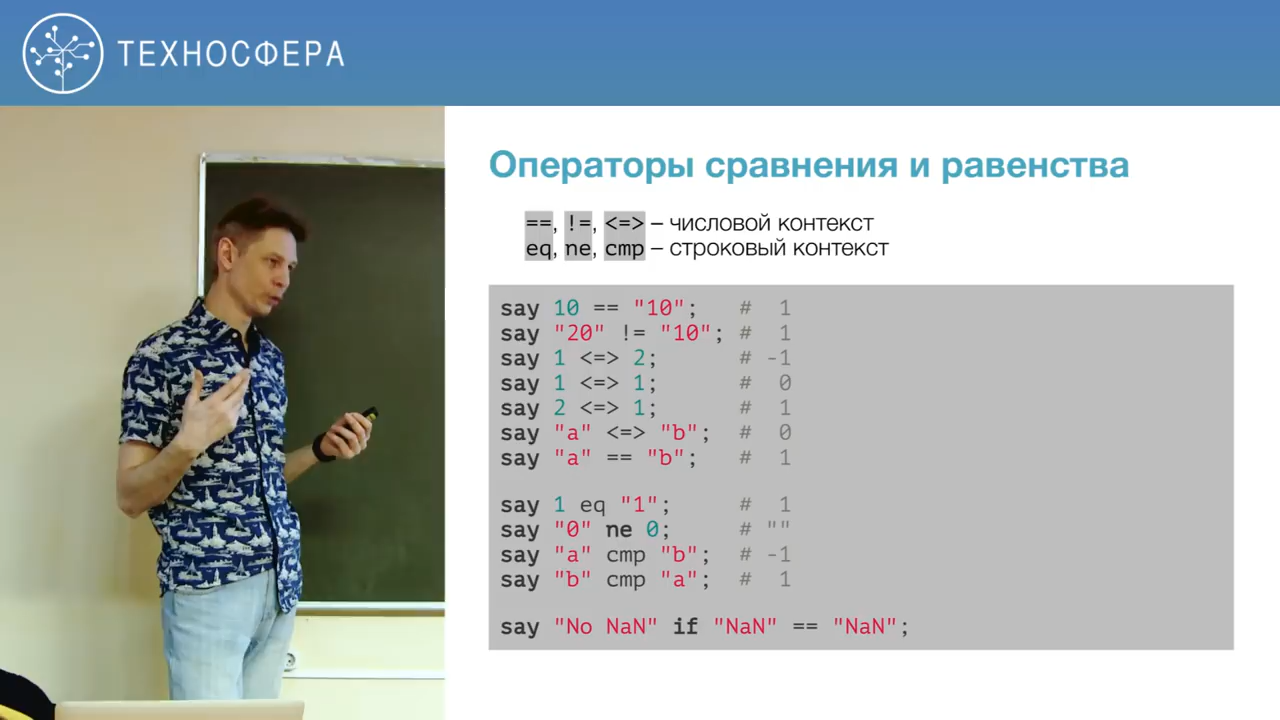 ТЕХНОСФЕРА
Операторы сравнения и равенства
==, !=, <=> – числовой контекст
eq, ne, cmp – строковый контекст
say 10 == "10";   #  1
say "20" != "10"; #  1
say 1 <=> 2;      # -1
say 1 <=> 1;      #  0
say 2 <=> 1;      #  1
say "a" <=> "b";  #  0
say "a" == "b";   #  1
say 1 eq "1";     #  1
say "0" ne 0;     # ""
say "a" cmp "b";  # -1
say "b" cmp "a";  #  1
say "No NaN" if "NaN" == "NaN";